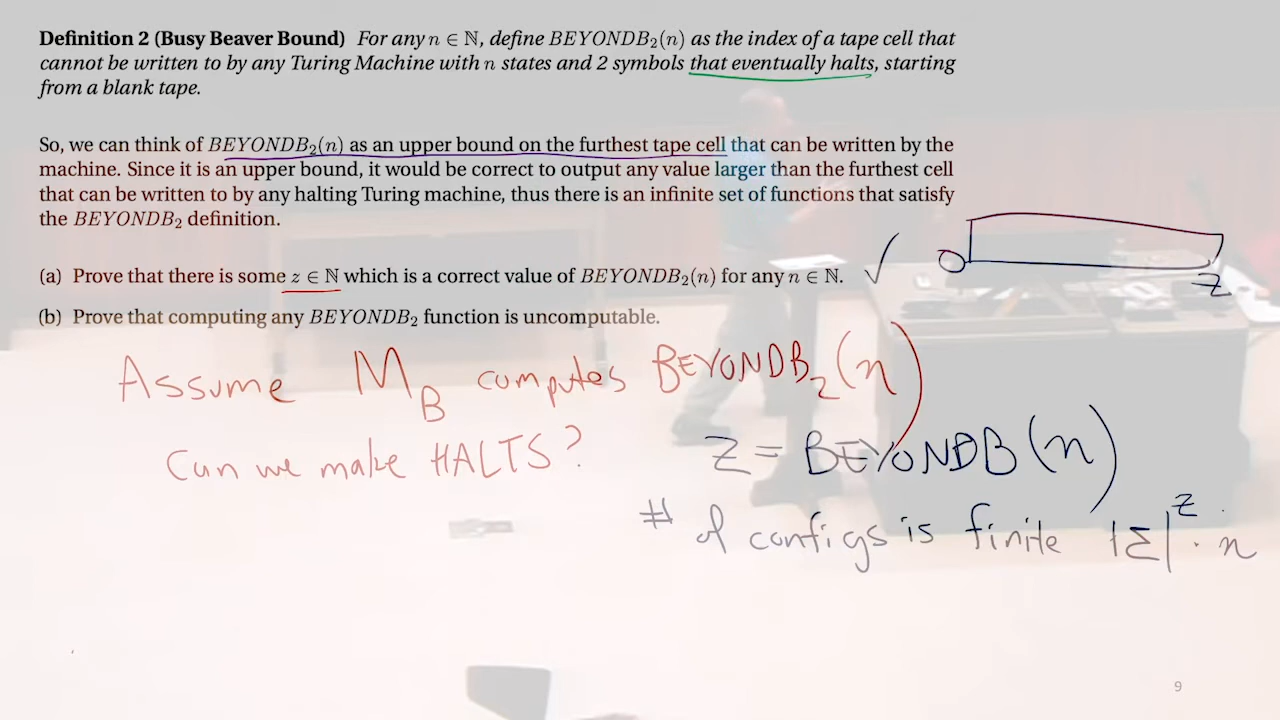 Definition 2 (Busy Beaver Bound) For any n ∈ ℕ, define BEYONDB₂(n) as the index of a tape cell that
cannot be written to by any Turing Machine with n states and 2 symbols that eventually halts, starting
from a blank tape.
So, we can think of BEYONDB₂(n) as an upper bound on the furthest tape cell that can be written by the
machine. Since it is an upper bound, it would be correct to output any value larger than the furthest cell
that can be written to by any halting Turing machine, thus there is an infinite set of functions that satisfy
the BEYONDB₂ definition.
(a) Prove that there is some z ∈ ℕ which is a correct value of BEYONDB₂(n) for any n ∈ ℕ. ✓
0
z
(b) Prove that computing any BEYONDB₂ function is uncomputable.
Assume M_B computes BEYONDB₂(n)
Can we make HALTS?
z = BEYONDB(n)
# of configs is finite |Σ|^z · n
9